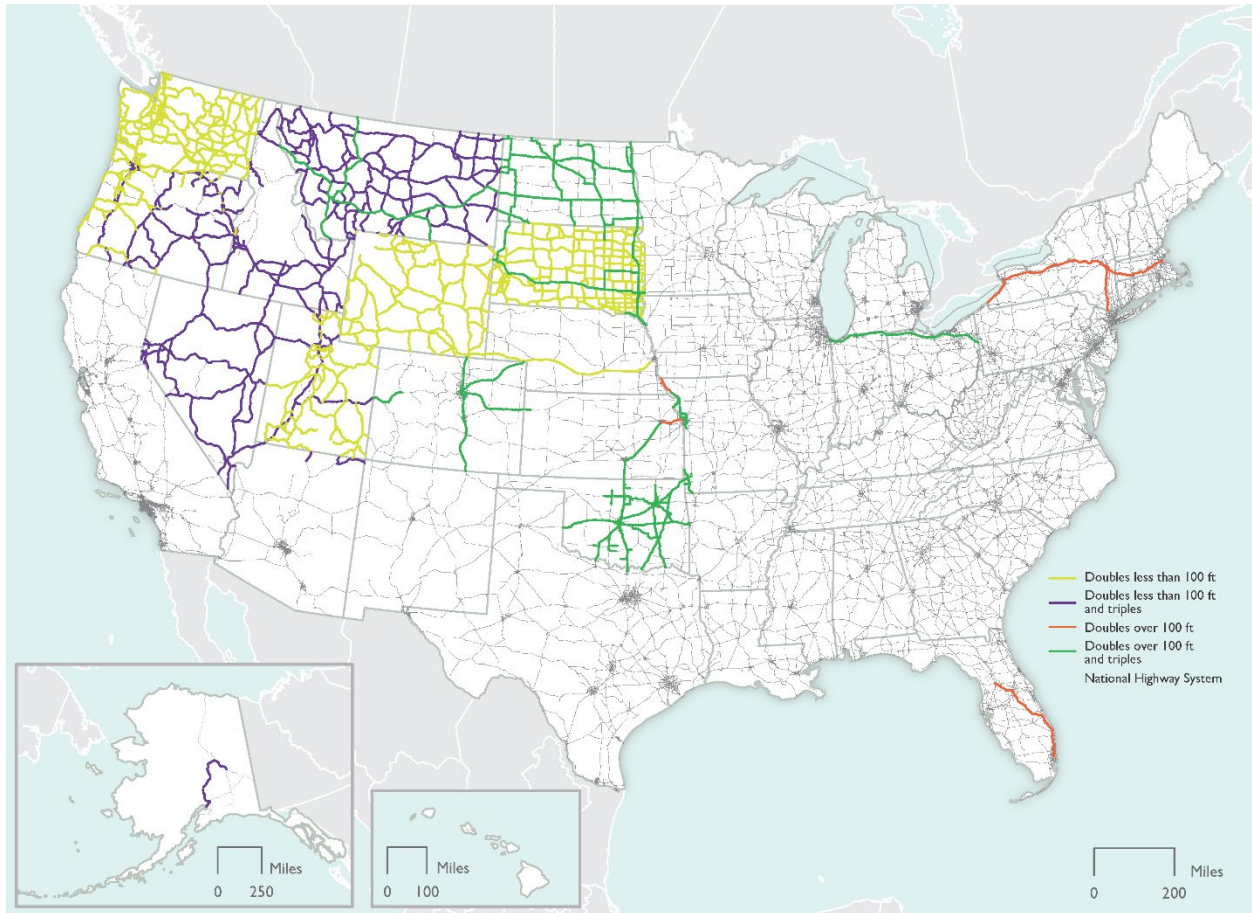 Doubles less than 100 ft
Doubles less than 100 ft
and triples
Doubles over 100 ft
Doubles over 100 ft
and triples
National Highway System
Miles
0 250
Miles
0 100
Miles
0 200